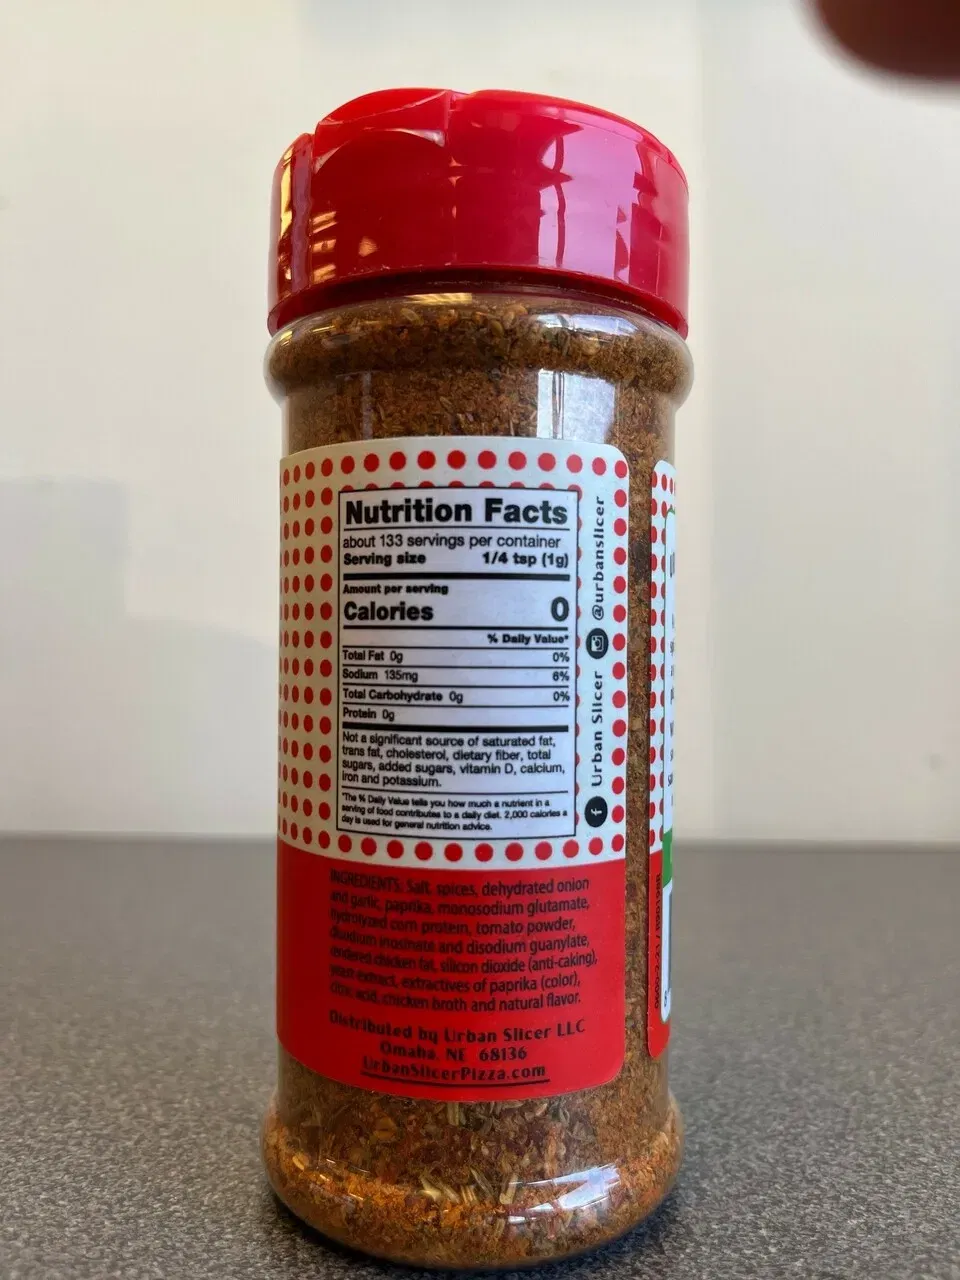 Nutrition Facts
about 133 servings per container
Serving size 1/4 tsp (1g)
Amount per serving
Calories 0
% Daily Value*
Total Fat 0g 0%
Sodium 135mg 6%
Total Carbohydrate 0g 0%
Protein 0g
Not a significant source of saturated fat,
trans fat, cholesterol, dietary fiber, total
sugars, added sugars, vitamin D, calcium,
iron and potassium.
*The % Daily Value tells you how much a nutrient in a
serving of food contributes to a daily diet. 2,000 calories a
day is used for general nutrition advice.
Urban Slicer @urbanslicer
INGREDIENTS: Salt, spices, dehydrated onion
and garlic, paprika, monosodium glutamate,
hydrolyzed corn protein, tomato powder,
disodium inosinate and disodium guanylate,
rendered chicken fat, silicon dioxide (anti-caking),
yeast extract, extractives of paprika (color),
citric acid, chicken broth and natural flavor.
Distributed by Urban Slicer LLC
Omaha, NE 68136
UrbanSlicerPizza.com